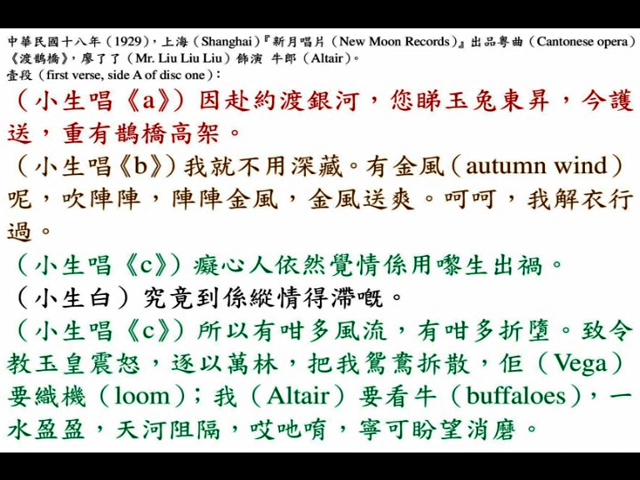 中華民國十八年（1929），上海（Shanghai）『新月唱片（New Moon Records）』出品粵曲（Cantonese opera）
《渡鵲橋》，廖了了（Mr. Liu Liu Liu）飾演 牛郎（Altair）。
壹段（first verse, side A of disc one）：
（小生唱《a》）因赴約渡銀河，您睇玉兔東昇，今護
送，重有鵲橋高架。
（小生唱《b》）我就不用深藏。有金風（autumn wind）
呢，吹陣陣，陣陣金風，金風送爽。呵呵，我解衣行
過。
（小生唱《c》）癡心人依然覺情係用嚟生出禍。
（小生白）究竟到係縱情得滯嘅。
（小生唱《c》）所以有咁多風流，有咁多折墮。致令
教玉皇震怒，逐以萬林，把我鴛鴦拆散，佢（Vega）
要織機（loom）；我（Altair）要看牛（buffaloes），一
水盈盈，天河阻隔，哎吔唷，寧可盼望消磨。